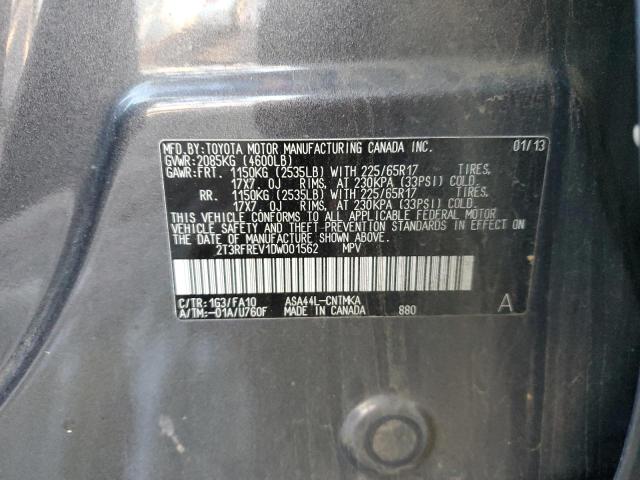 MFD.BY:TOYOTA MOTOR MANUFACTURING CANADA INC. 01/13
GVWR:2085KG (4600LB)
GAWR:FRT. 1150KG (2535LB) WITH 225/65R17 TIRES,
17X7.0J RIMS, AT 230KPA (33PSI) COLD.
RR. 1150KG (2535LB) WITH 225/65R17 TIRES,
17X7.0J RIMS, AT 230KPA (33PSI) COLD.
THIS VEHICLE CONFORMS TO ALL APPLICABLE FEDERAL MOTOR
VEHICLE SAFETY AND THEFT-PREVENTION STANDARDS IN EFFECT ON
THE DATE OF MANUFACTURE SHOWN ABOVE.
2T3RFREV1DW001562 MPV
C/TR:1G3/FA10 ASA44L-CNTMKA
A/TM:-01A/U760F MADE IN CANADA 880 A